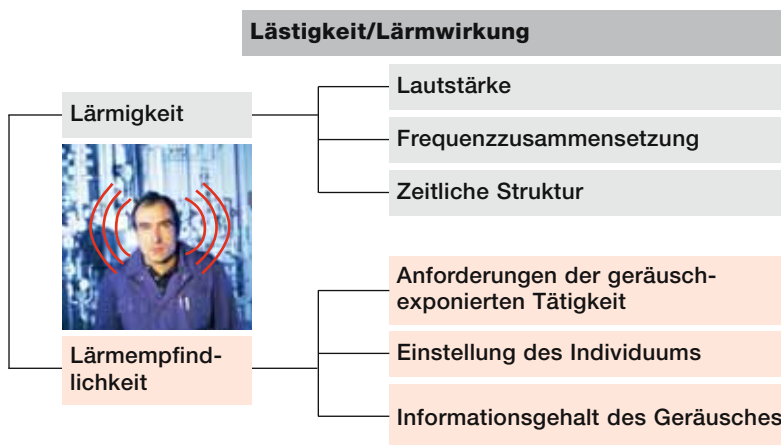 Lästigkeit/Lärmwirkung
Lärmigkeit
Lautstärke
Frequenzzusammensetzung
Zeitliche Struktur
Lärmempfind-
lichkeit
Anforderungen der geräusch-
exponierten Tätigkeit
Einstellung des Individuums
Informationsgehalt des Geräusches